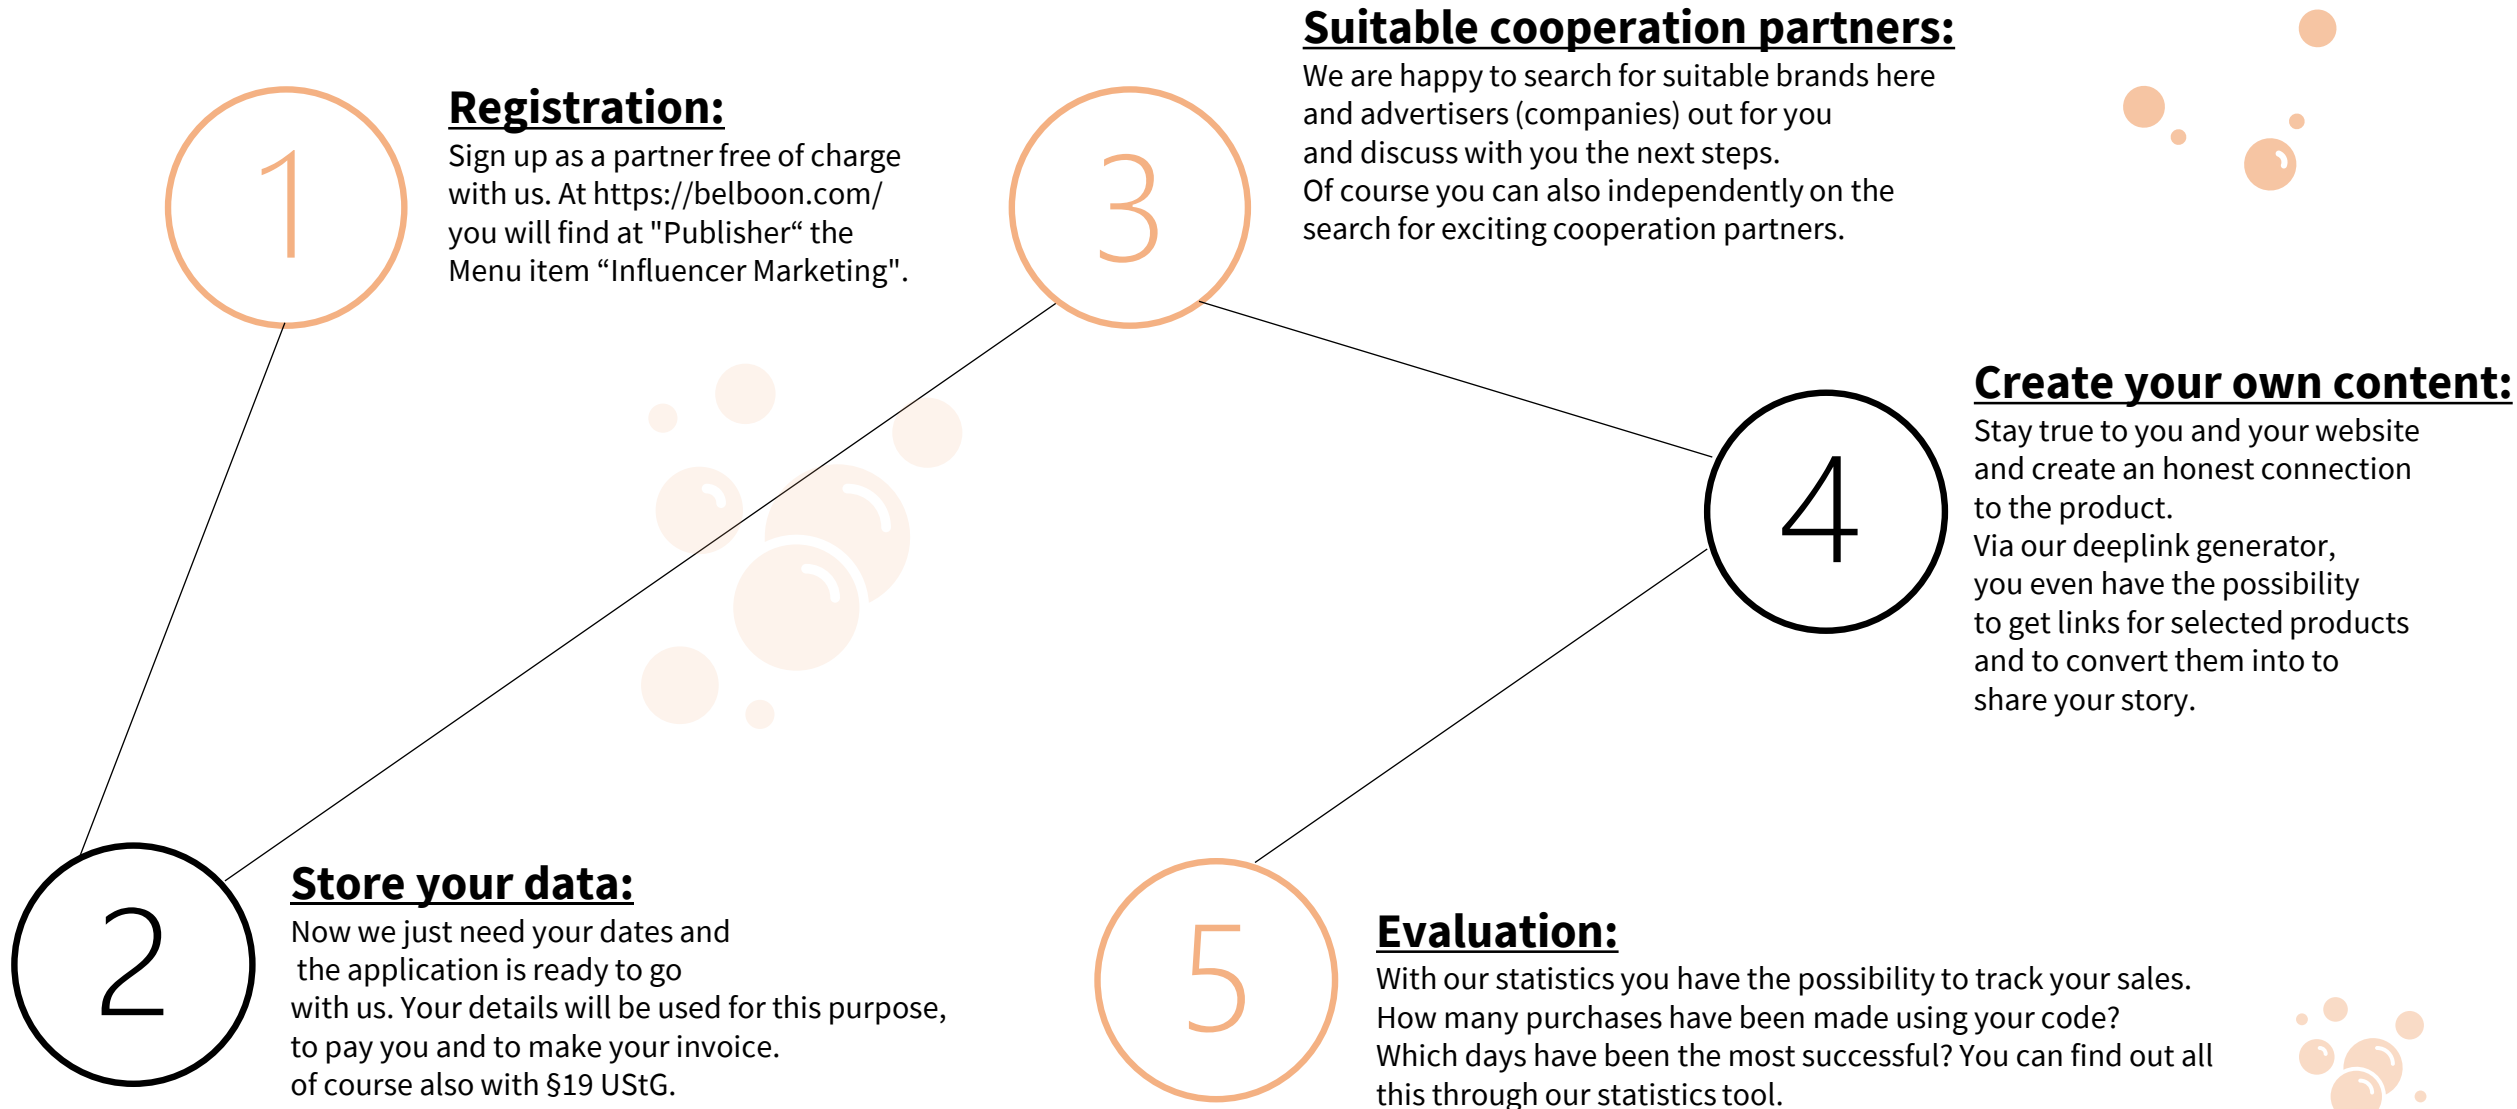 1
Registration:
Sign up as a partner free of charge
with us. At https://belboon.com/
you will find at "Publisher“ the
Menu item “Influencer Marketing".
2
Store your data:
Now we just need your dates and
the application is ready to go
with us. Your details will be used for this purpose,
to pay you and to make your invoice.
of course also with §19 UStG.
3
Suitable cooperation partners:
We are happy to search for suitable brands here
and advertisers (companies) out for you
and discuss with you the next steps.
Of course you can also independently on the
search for exciting cooperation partners.
4
Create your own content:
Stay true to you and your website
and create an honest connection
to the product.
Via our deeplink generator,
you even have the possibility
to get links for selected products
and to convert them into to
share your story.
5
Evaluation:
With our statistics you have the possibility to track your sales.
How many purchases have been made using your code?
Which days have been the most successful? You can find out all
this through our statistics tool.